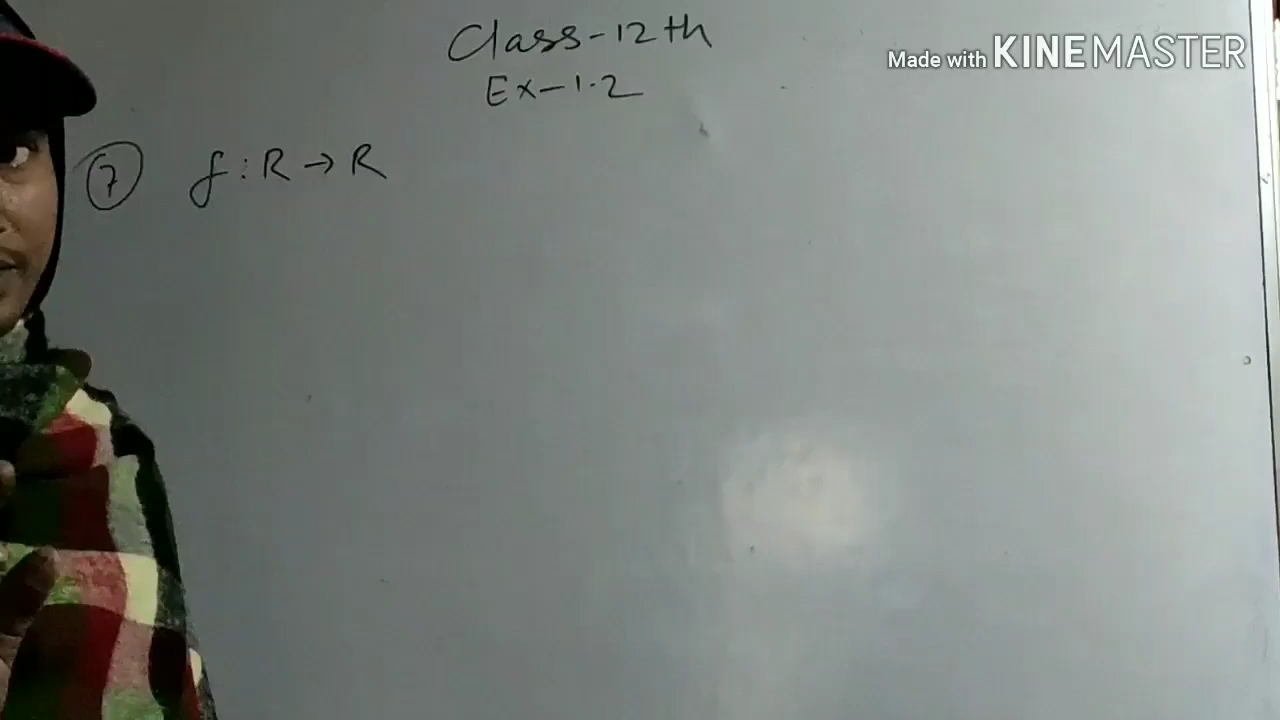 Class-12th
Made with KINEMASTER
Ex-1.2
7 f: R → R